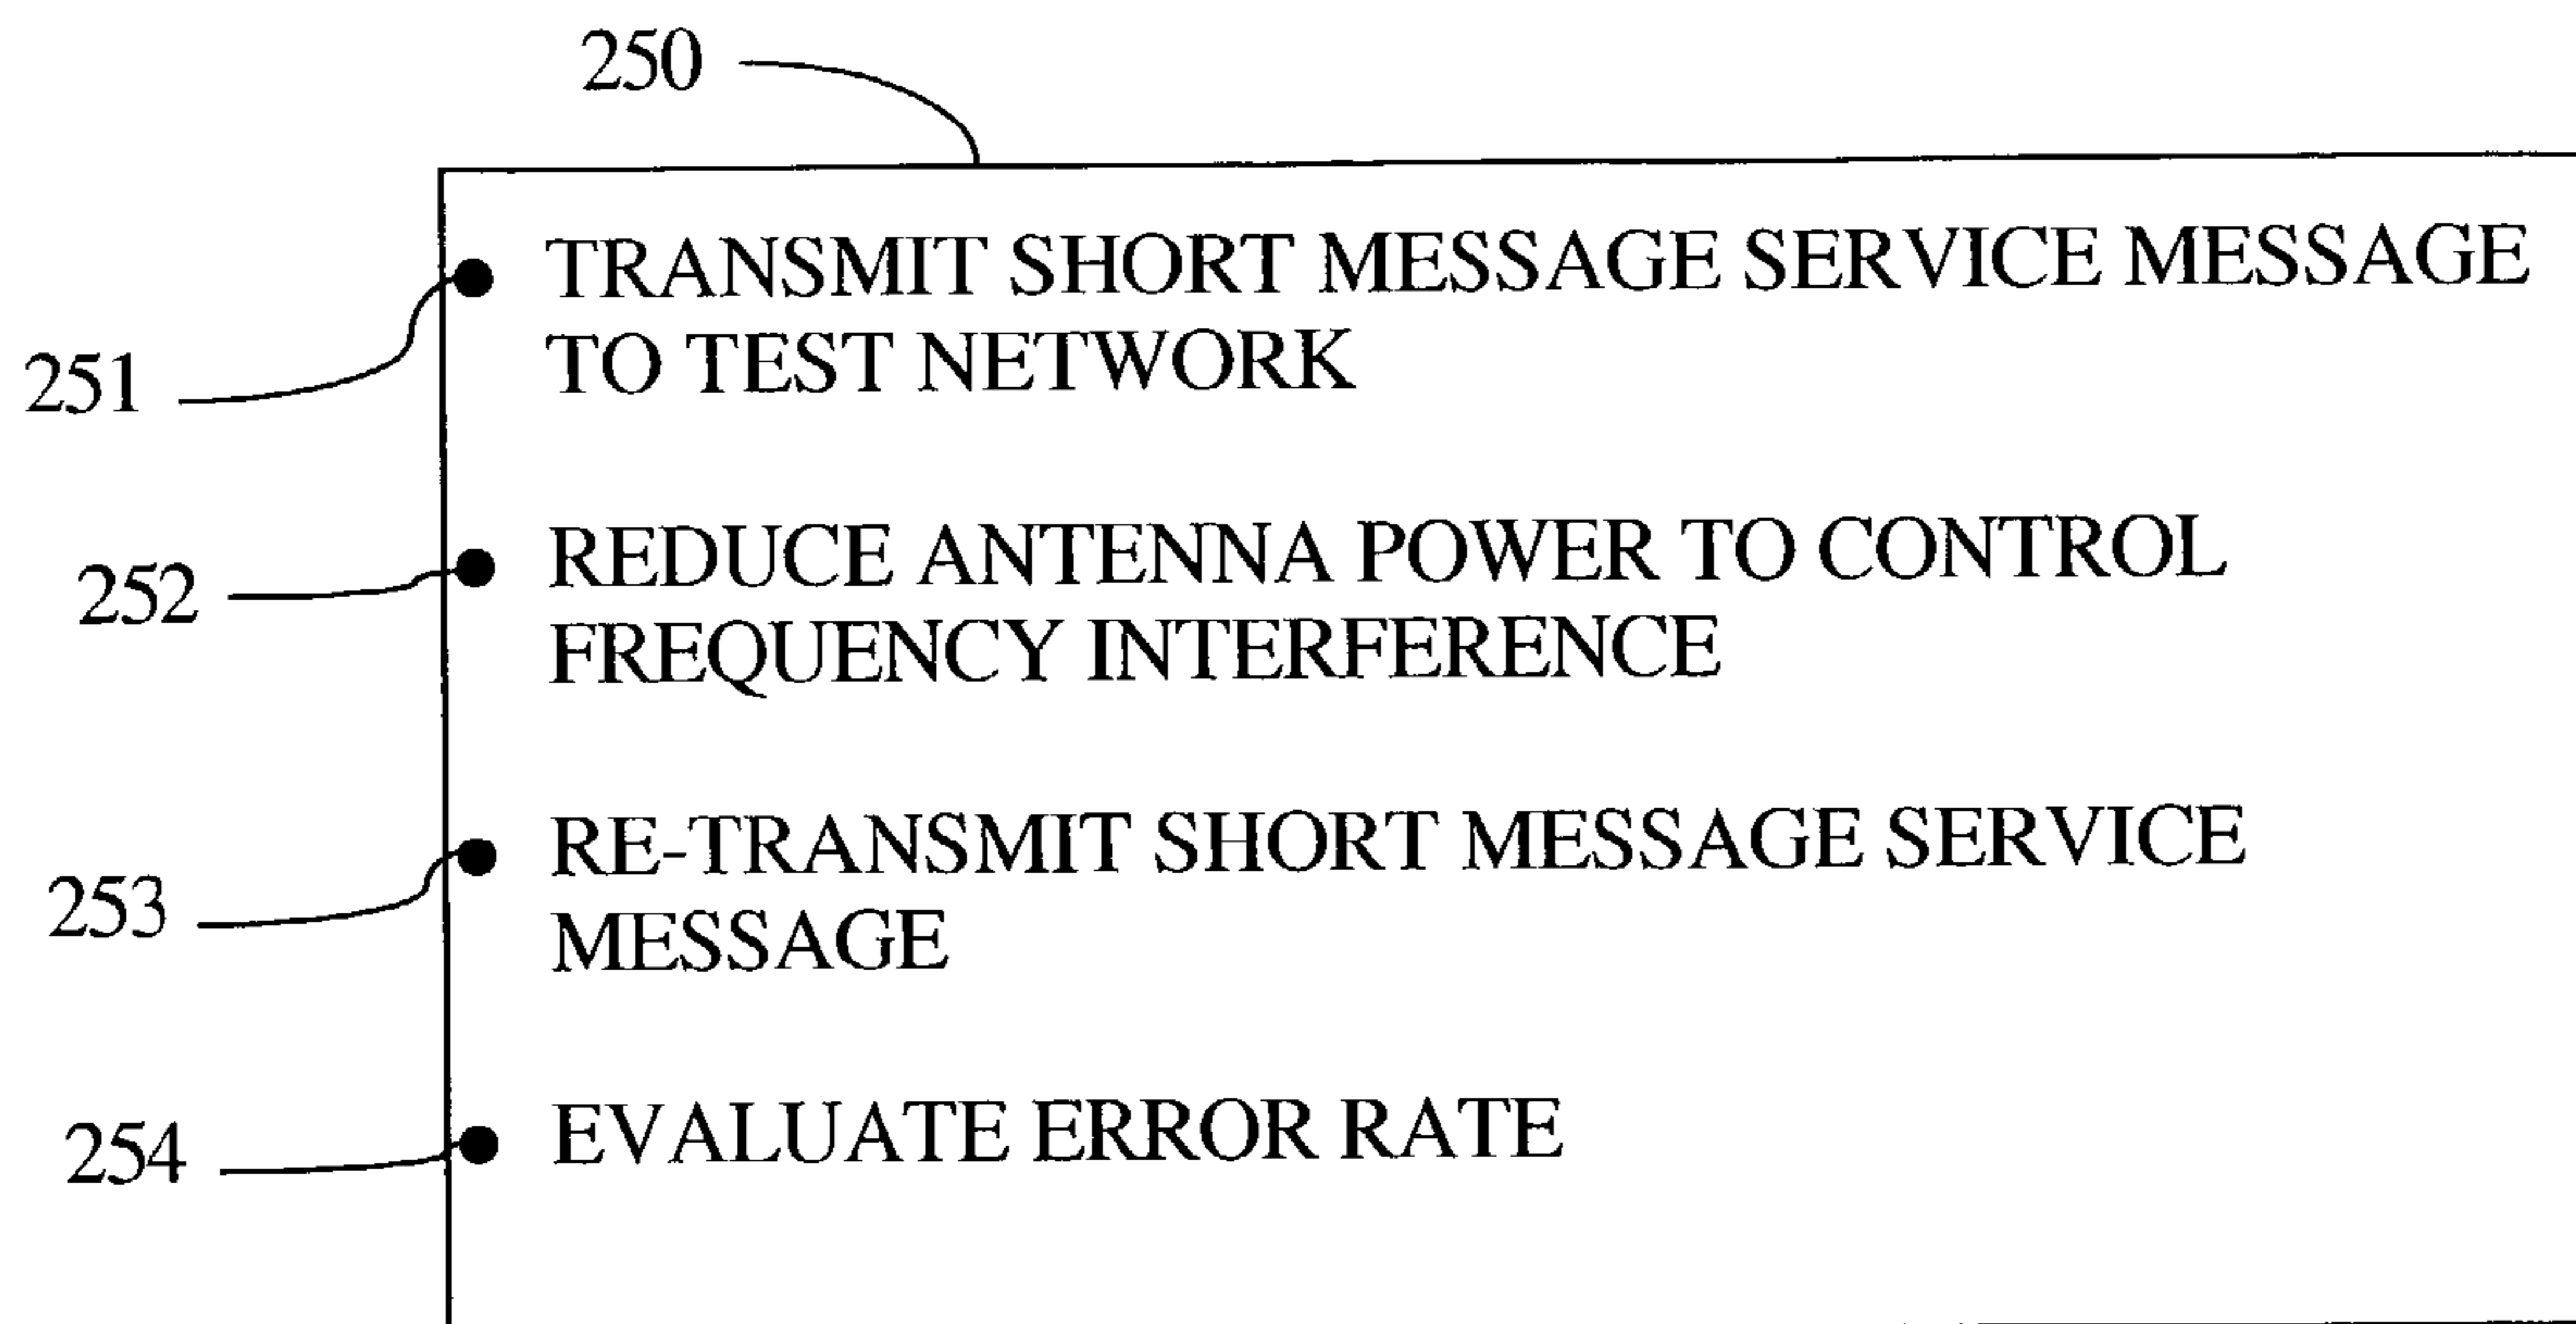 250
TRANSMIT SHORT MESSAGE SERVICE MESSAGE
TO TEST NETWORK
251
REDUCE ANTENNA POWER TO CONTROL
252
FREQUENCY INTERFERENCE
RE-TRANSMIT SHORT MESSAGE SERVICE
253
MESSAGE
EVALUATE ERROR RATE
254